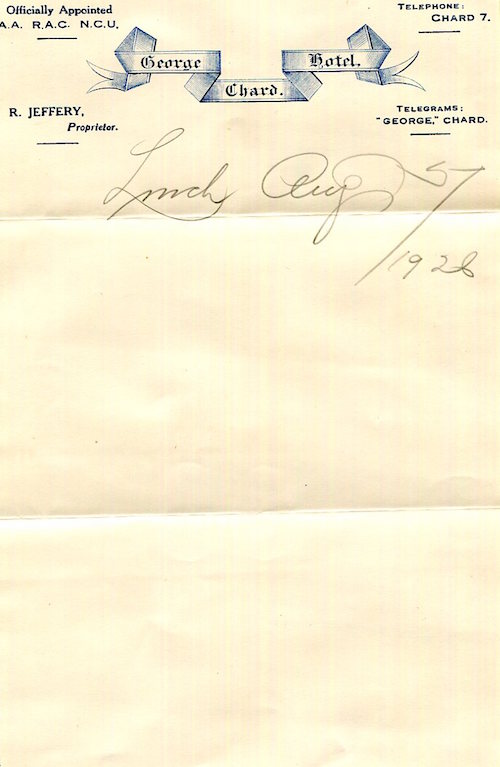 Officially Appointed
A.A. R.A.C. N.C.U.
TELEPHONE:
CHARD 7.
George Hotel,
Chard.
R. JEFFERY,
Proprietor.
TELEGRAMS:
"GEORGE," CHARD.
Lunch Aug 5/
1928